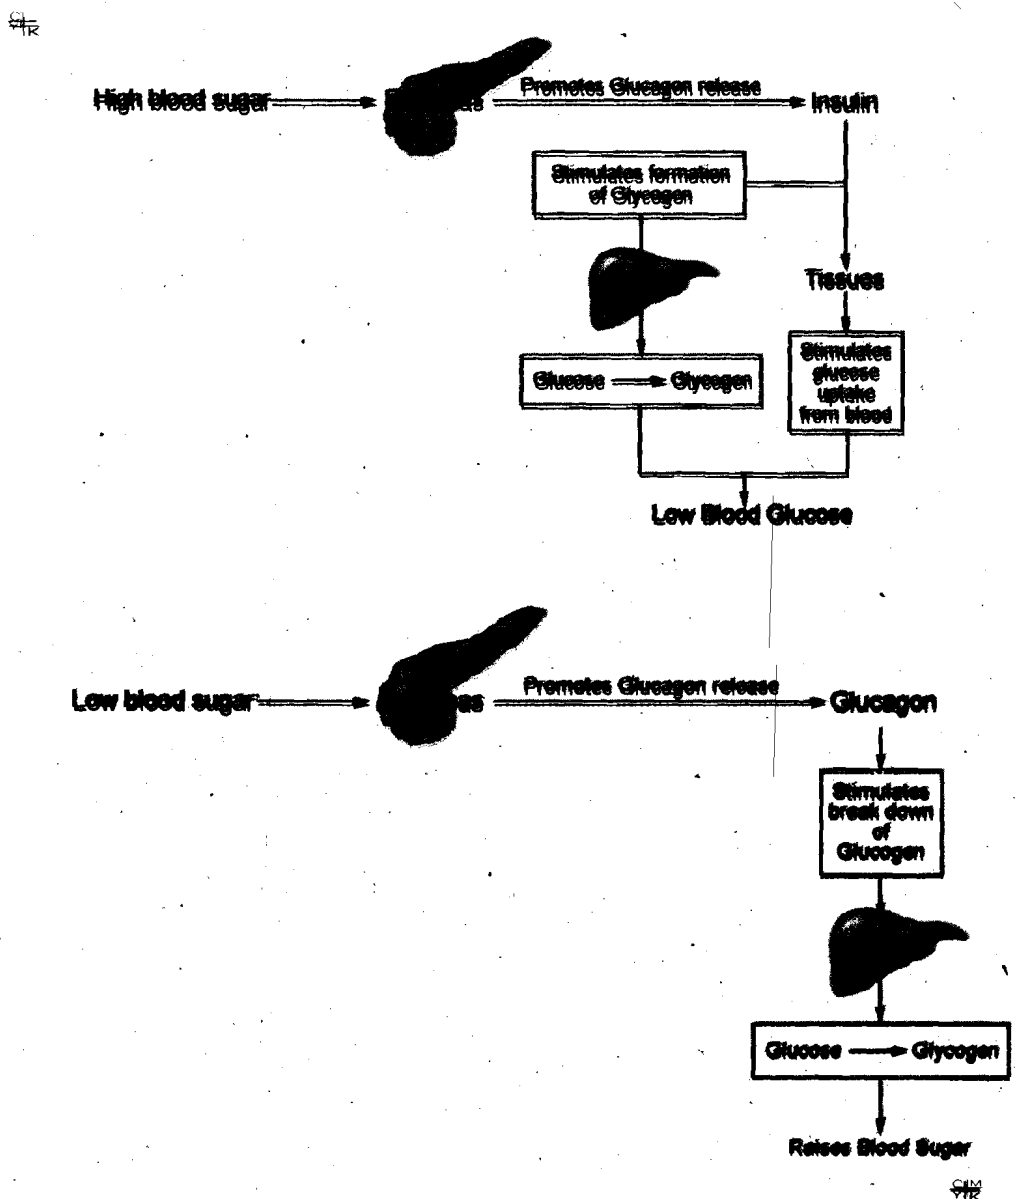 High blood sugar
Promotes Glucagon release
Insulin
Stimulates formation
of Glycogen
Tissues
Glucose
Glycogen
Stimulates
glucose
uptake
from blood
Low Blood Glucose
Low blood sugar
Promotes Glucagon release
Glucagon
Stimulates
break down
of
Glucogen
Glucose
Glycogen
Raises Blood Sugar